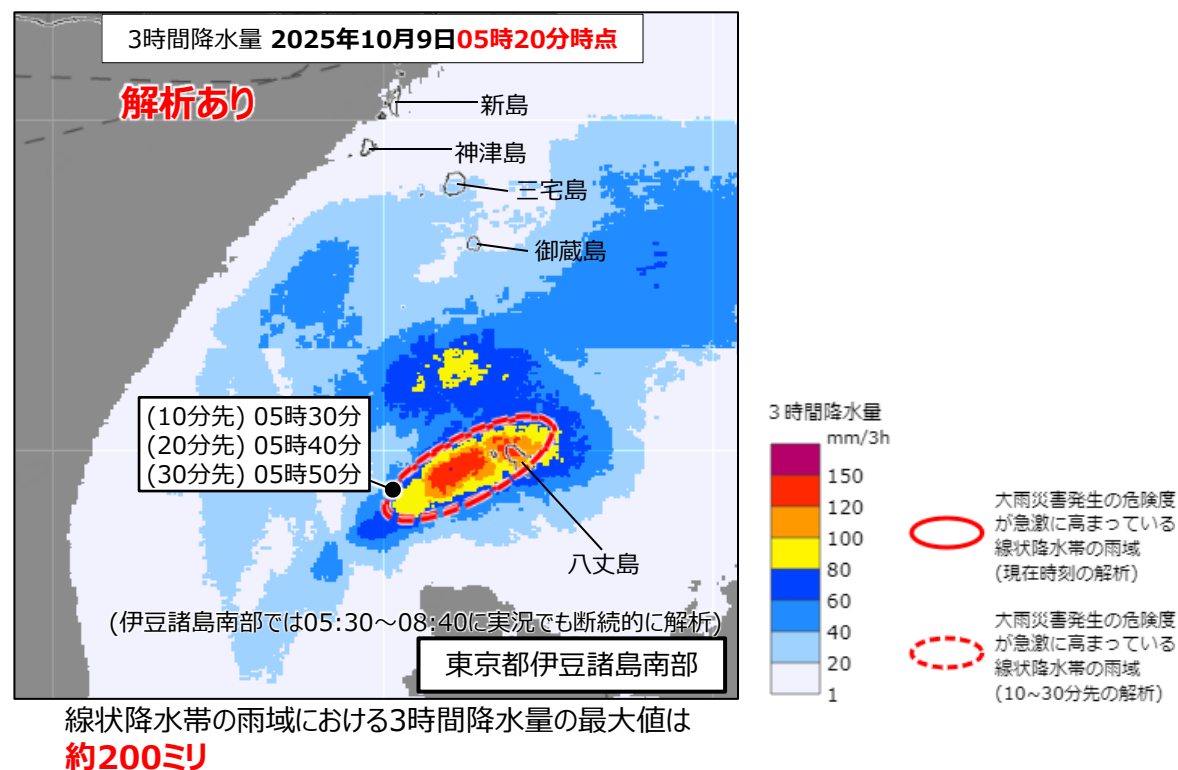 3時間降水量 2025年10月9日05時20分時点
解析あり
新島
神津島
三宅島
御蔵島
(10分先) 05時30分
(20分先) 05時40分
(30分先) 05時50分
八丈島
(伊豆諸島南部では05:30～08:40に実況でも断続的に解析)
東京都伊豆諸島南部
線状降水帯の雨域における3時間降水量の最大値は
約200ミリ
３時間降水量
mm/3h
150
120
100
80
60
40
20
1
大雨災害発生の危険度
が急激に高まっている
線状降水帯の雨域
(現在時刻の解析)
大雨災害発生の危険度
が急激に高まっている
線状降水帯の雨域
(10~30分先の解析)